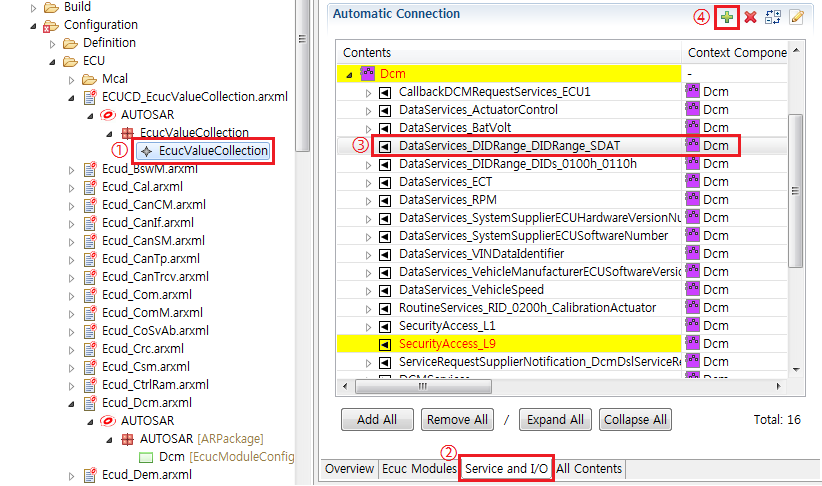 Build
Configuration
Definition
ECU
Mcal
ECUCD_EcucValueCollection.arxml
AUTOSAR
EcucValueCollection
① EcucValueCollection
Ecud_BswM.arxml
Ecud_Cal.arxml
Ecud_CanCM.arxml
Ecud_CanIf.arxml
Ecud_CanSM.arxml
Ecud_CanTp.arxml
Ecud_CanTrcv.arxml
Ecud_Com.arxml
Ecud_ComM.arxml
Ecud_CoSvAb.arxml
Ecud_Crc.arxml
Ecud_Csm.arxml
Ecud_CtrlRam.arxml
Ecud_Dcm.arxml
AUTOSAR
AUTOSAR [ARPackage]
Dcm [EcucModuleConfig
Ecud_Dem.arxml
Automatic Connection ④
Contents Context Compone
Dcm -
CallbackDCMRequestServices_ECU1 Dcm
DataServices_ActuatorControl Dcm
DataServices_BatVolt Dcm
③ DataServices_DIDRange_DIDRange_SDAT Dcm
DataServices_DIDRange_DIDs_0100h_0110h Dcm
DataServices_ECT Dcm
DataServices_RPM Dcm
DataServices_SystemSupplierECUHardwareVersionNu Dcm
DataServices_SystemSupplierECUSoftwareNumber Dcm
DataServices_VINDataIdentifier Dcm
DataServices_VehicleManufacturerECUSoftwareVersio Dcm
DataServices_VehicleSpeed Dcm
RoutineServices_RID_0200h_CalibrationActuator Dcm
SecurityAccess_L1 Dcm
SecurityAccess_L9 Dcm
ServiceRequestSupplierNotification_DcmDslServiceRe Dcm
DCMServices Dcm
Add All Remove All / Expand All Collapse All Total: 16
②
Overview Ecuc Modules Service and I/O All Contents